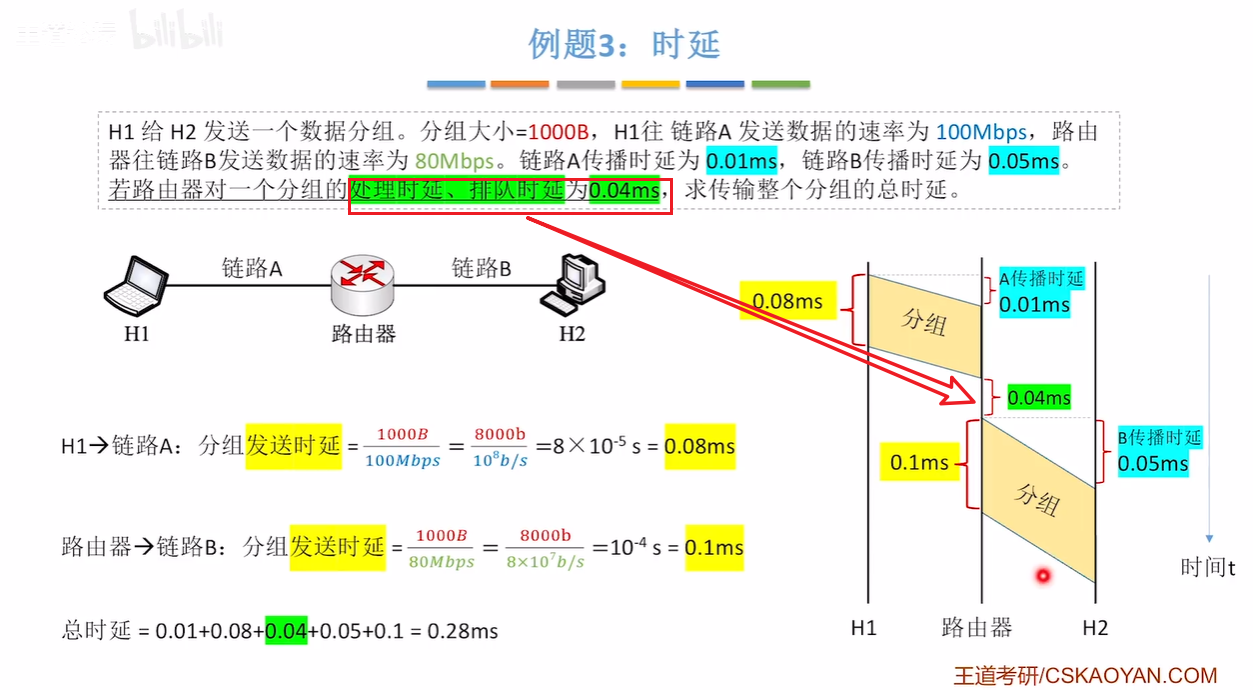 bilibili
例题3：时延
H1 给 H2 发送一个数据分组。分组大小=1000B，H1往 链路A 发送数据的速率为 100Mbps，路由
器往链路B发送数据的速率为 80Mbps。链路A传播时延为 0.01ms，链路B传播时延为 0.05ms。
若路由器对一个分组的处理时延、排队时延为0.04ms，求传输整个分组的总时延。
链路A
链路B
H1
路由器
H2
0.08ms
分组
A传播时延
0.01ms
0.04ms
0.1ms
分组
B传播时延
0.05ms
时间t
H1
路由器
H2
H1→链路A：分组发送时延 = 1000B/100Mbps = 8000b/10⁸b/s =8×10⁻⁵ s = 0.08ms
路由器→链路B：分组发送时延 = 1000B/80Mbps = 8000b/8×10⁷b/s =10⁻⁴ s = 0.1ms
总时延 = 0.01+0.08+0.04+0.05+0.1 = 0.28ms
王道考研/CSKAOYAN.COM